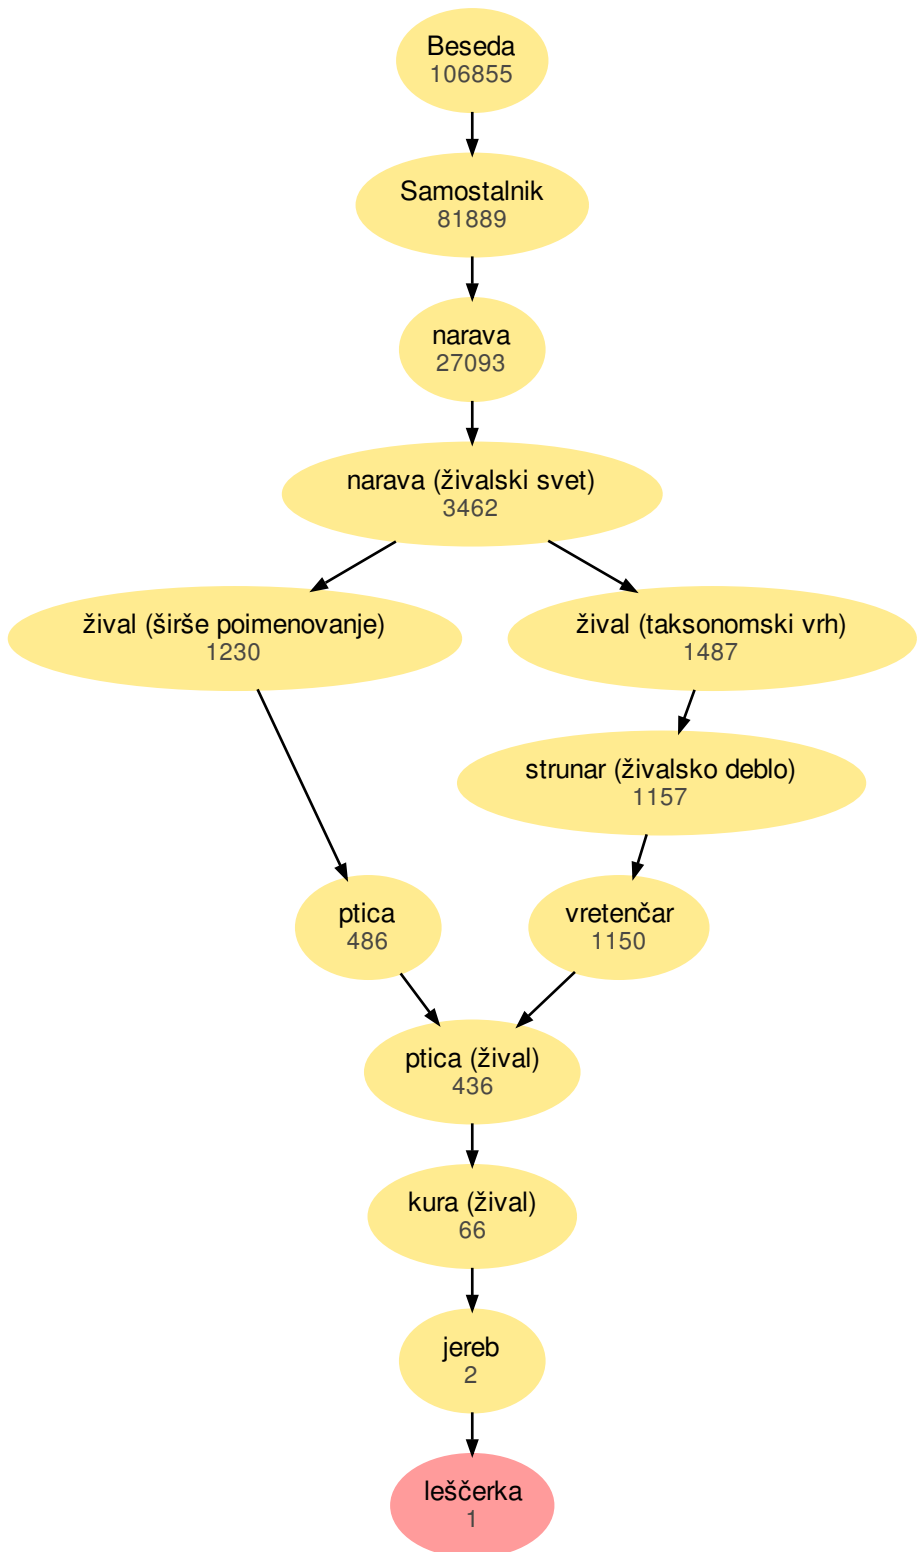 Beseda
106855
Samostalnik
81889
narava
27093
narava (živalski svet)
3462
žival (širše poimenovanje)
1230
žival (taksonomski vrh)
1487
strunar (živalsko deblo)
1157
ptica
486
vretenčar
1150
ptica (žival)
436
kura (žival)
66
jereb
2
leščerka
1